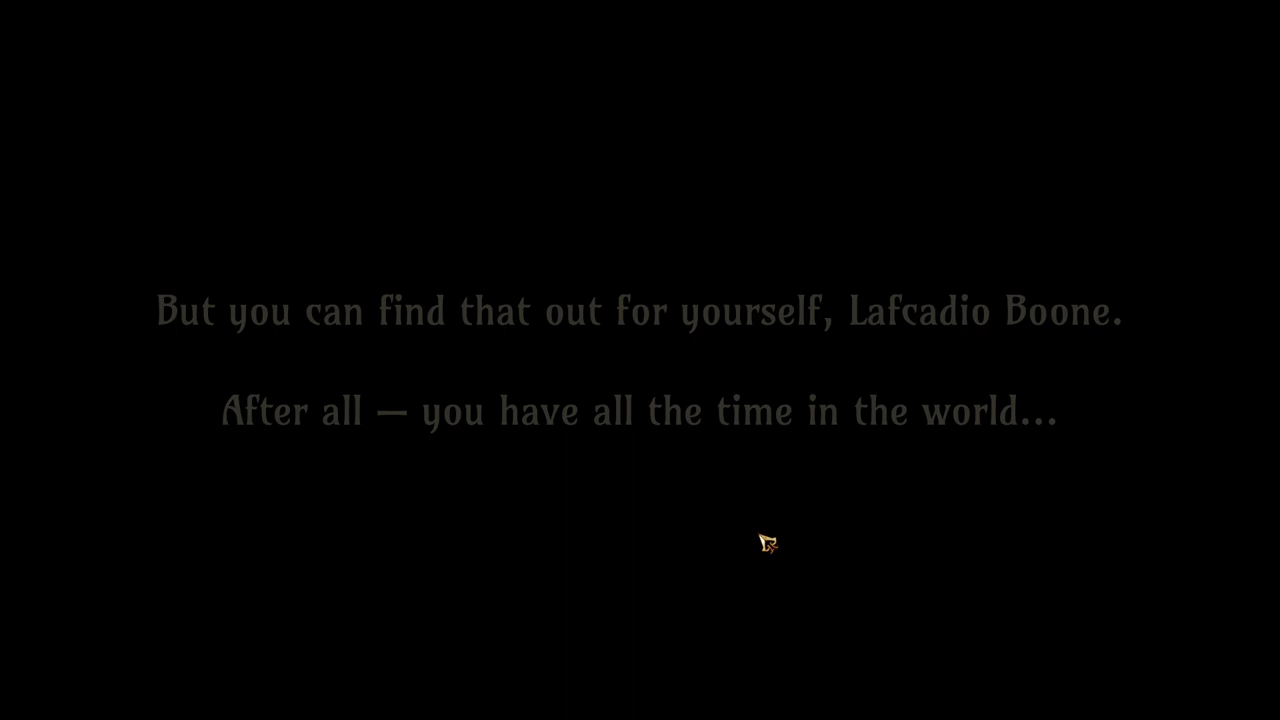 But you can find that out for yourself, Lafcadio Boone.
After all — you have all the time in the world...